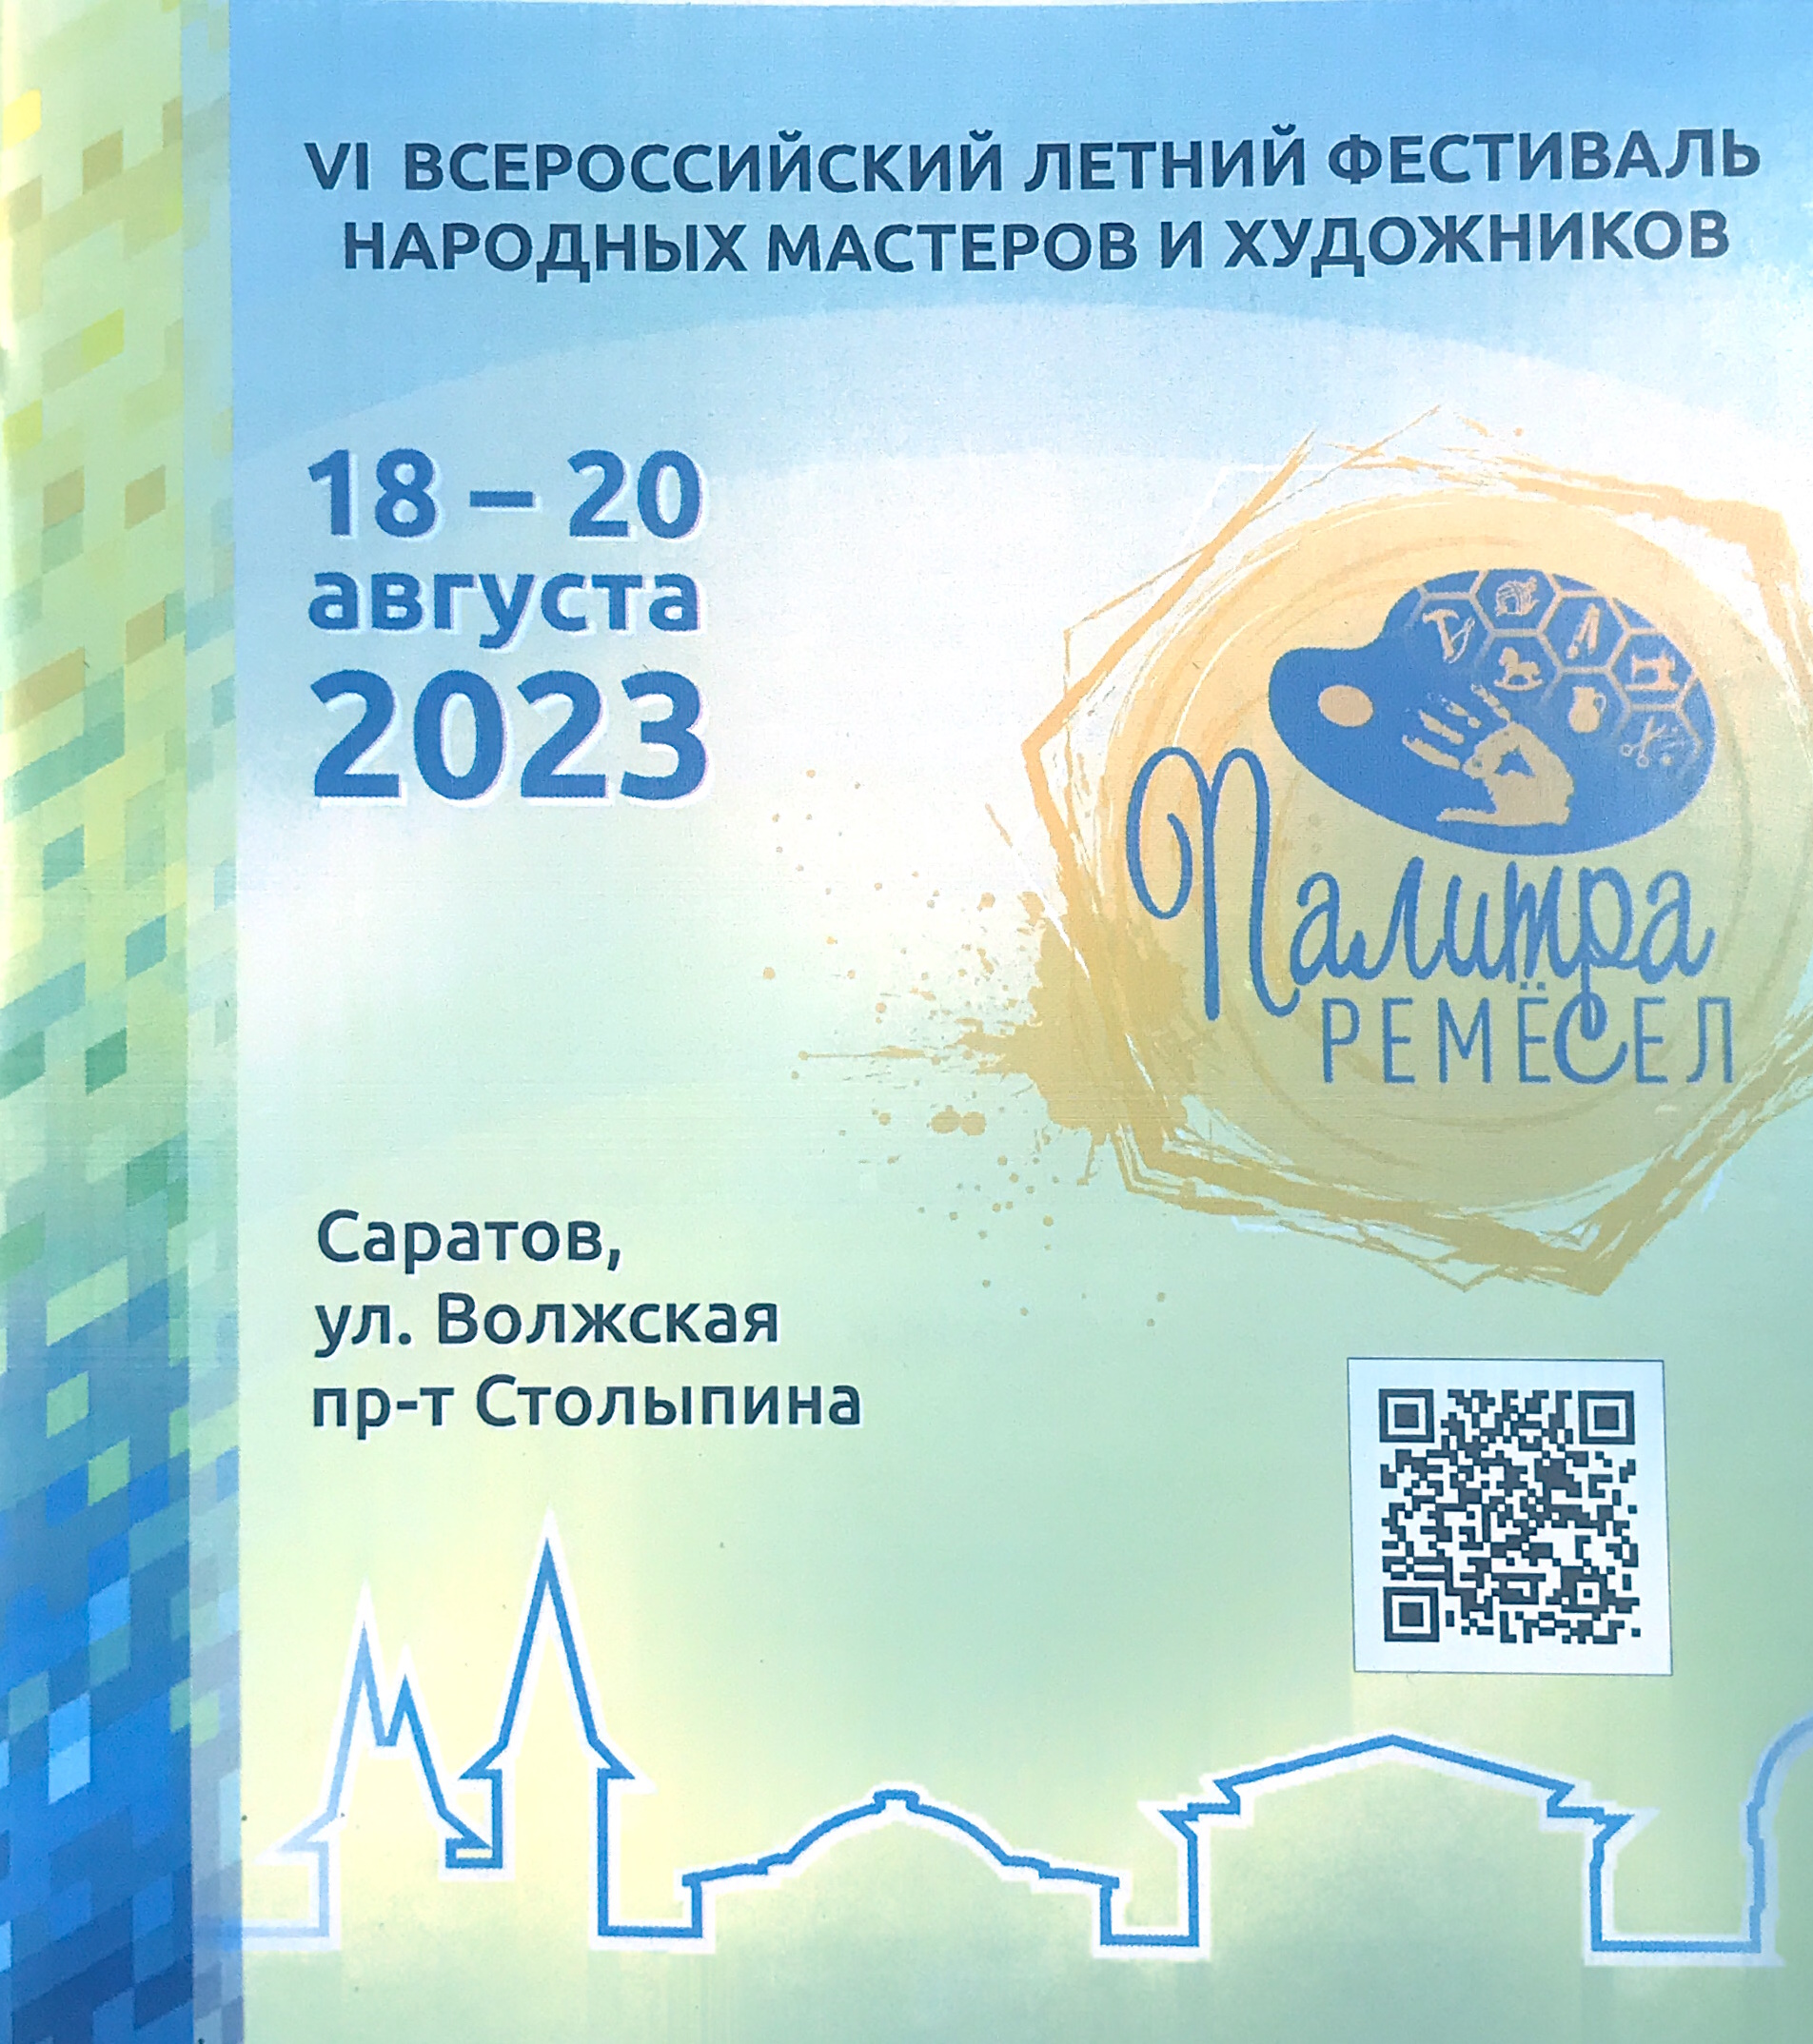 VI ВСЕРОССИЙСКИЙ ЛЕТНИЙ ФЕСТИВАЛЬ
НАРОДНЫХ МАСТЕРОВ И ХУДОЖНИКОВ
18 – 20
августа
2023
Палитра
РЕМЁСЕЛ
Саратов,
ул. Волжская
пр-т Столыпина